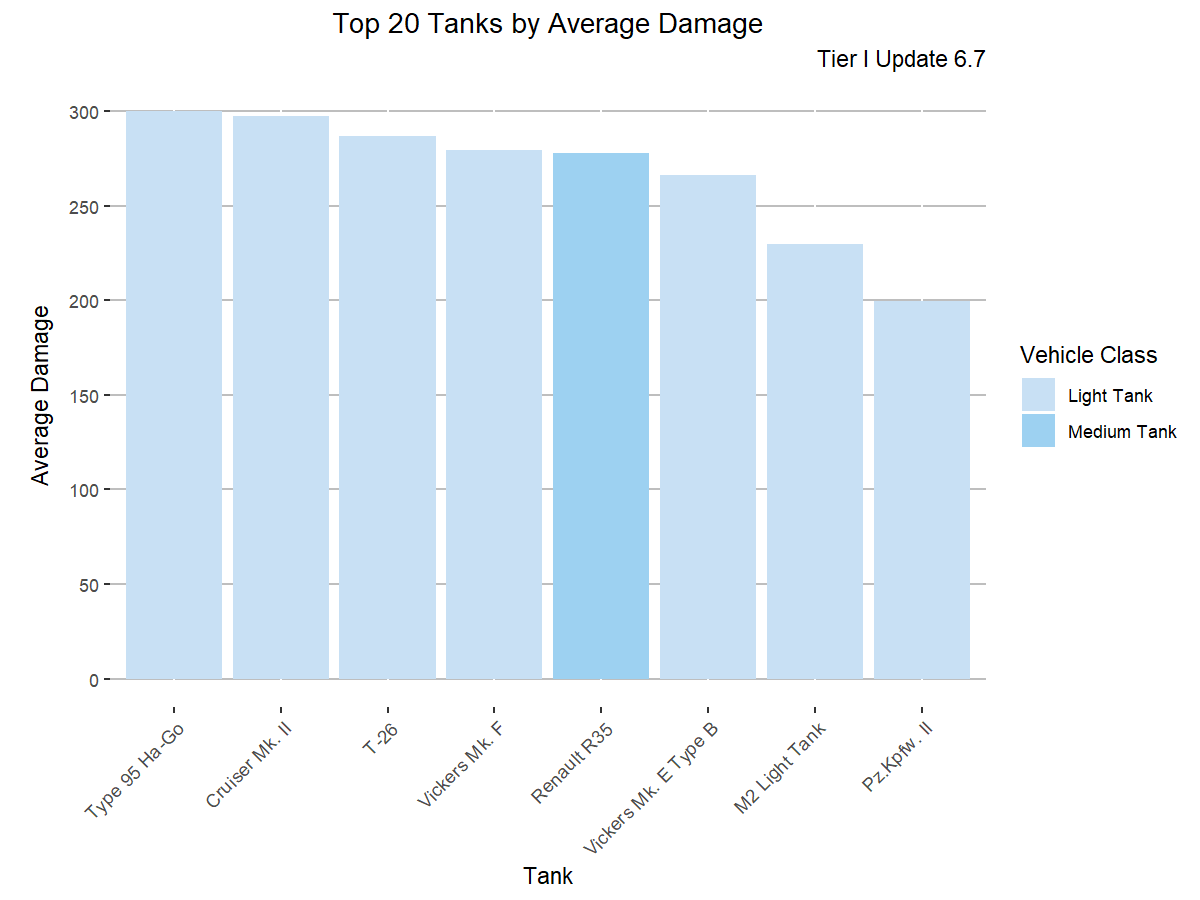 Top 20 Tanks by Average Damage
Tier I Update 6.7
300
250
200
150
100
50
0
Average Damage
Type 95 Ha-Go
Cruiser Mk. II
T-26
Vickers Mk. F
Renault R35
Vickers Mk. E Type B
M2 Light Tank
Pz.Kpfw. II
Tank
Vehicle Class
Light Tank
Medium Tank